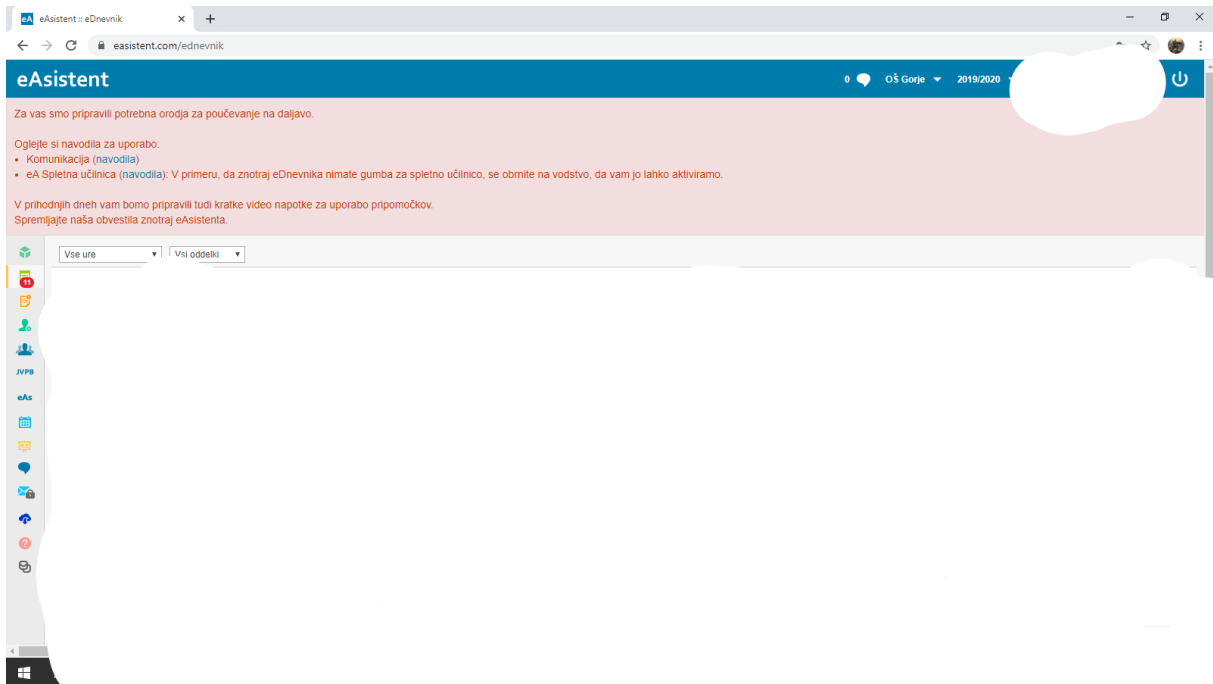 eA eAsistent :: eDnevnik
easistent.com/ednevnik
eAsistent
0 OŠ Gorje 2019/2020
Za vas smo pripravili potrebna orodja za poučevanje na daljavo.
Oglejte si navodila za uporabo:
• Komunikacija (navodila)
• eA Spletna učilnica (navodila): V primeru, da znotraj eDnevnika nimate gumba za spletno učilnico, se obrnite na vodstvo, da vam jo lahko aktiviramo.
V prihodnjih dneh vam bomo pripravili tudi kratke video napotke za uporabo pripomočkov.
Spremljajte naša obvestila znotraj eAsistenta.
Vse ure Vsi oddelki
11
JVPB
eAs